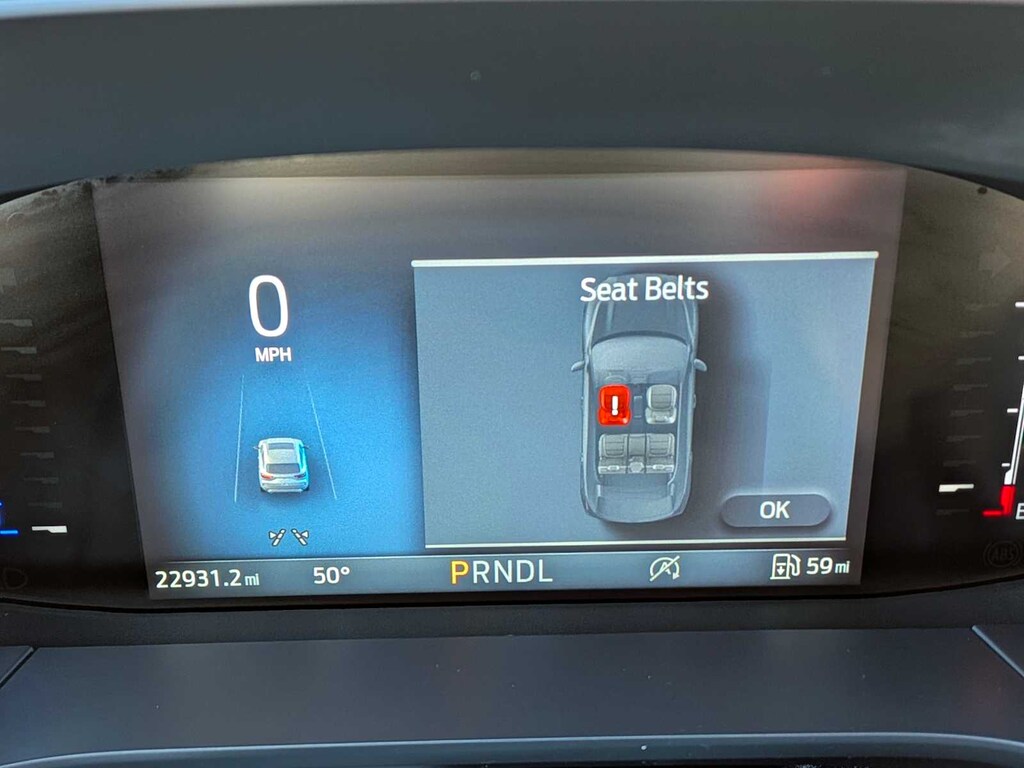 Seat Belts
0
MPH
!
OK
22931.2 mi 50° PRNDL 59 mi
E